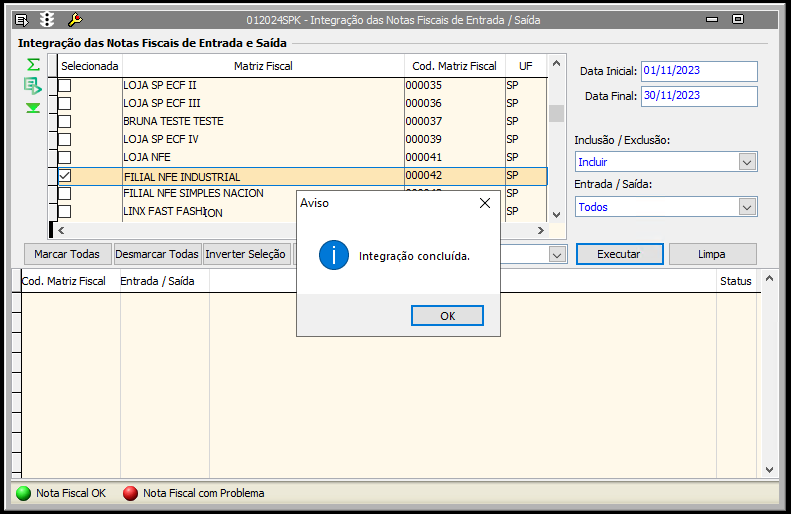 012024SPK - Integração das Notas Fiscais de Entrada / Saída
Integração das Notas Fiscais de Entrada e Saída
Selecionada Matriz Fiscal Cod. Matriz Fiscal UF
LOJA SP ECF II 000035 SP
LOJA SP ECF III 000036 SP
BRUNA TESTE TESTE 000037 SP
LOJA SP ECF IV 000039 SP
LOJA NFE 000041 SP
FILIAL NFE INDUSTRIAL 000042 SP
FILIAL NFE SIMPLES NACION SP
LINX FAST FASHION SP
Data Inicial: 01/11/2023
Data Final: 30/11/2023
Inclusão / Exclusão:
Incluir
Entrada / Saída:
Todos
Aviso
Integração concluída.
OK
Marcar Todas Desmarcar Todas Inverter Seleção Executar Limpa
Cod. Matriz Fiscal Entrada / Saída Status
Nota Fiscal OK Nota Fiscal com Problema